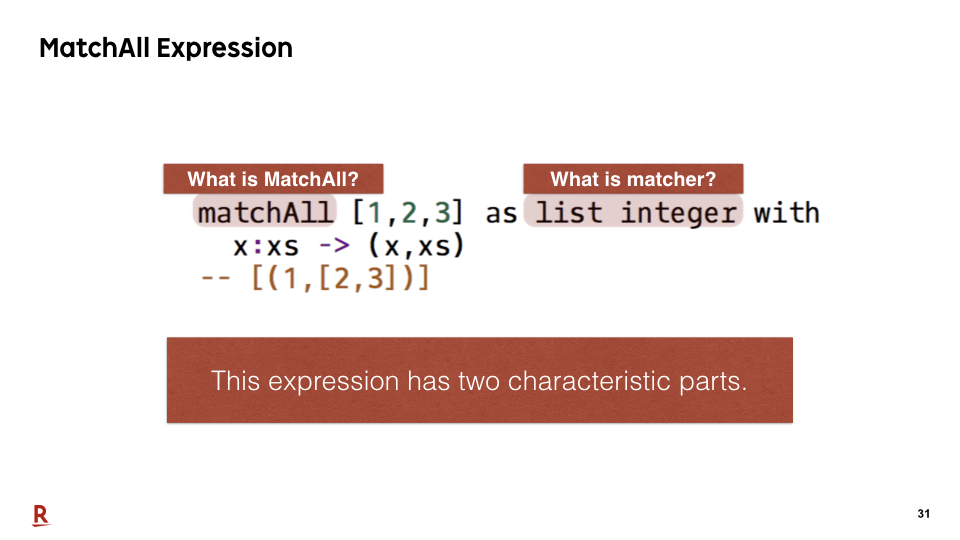 MatchAll Expression
What is MatchAll? What is matcher?
matchAll [1,2,3] as list integer with
x:xs -> (x,xs)
-- [(1,[2,3])]
This expression has two characteristic parts.
R
31